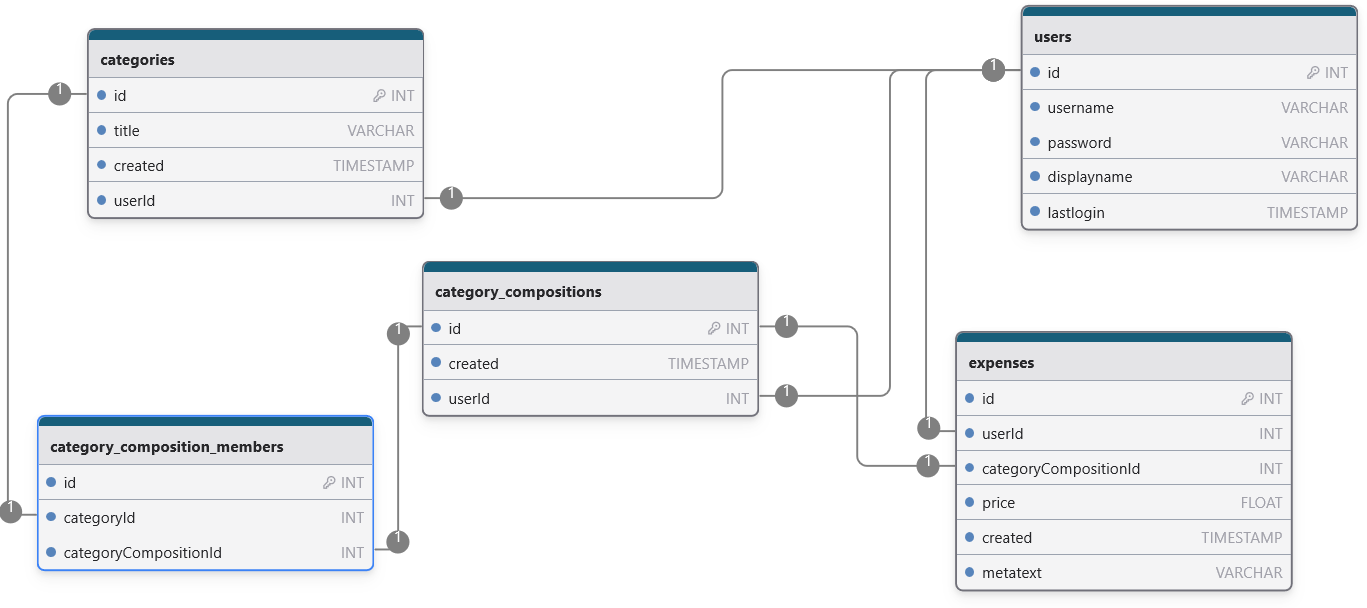 categories
id INT
title VARCHAR
created TIMESTAMP
userId INT
users
id INT
username VARCHAR
password VARCHAR
displayname VARCHAR
lastlogin TIMESTAMP
category_compositions
id INT
created TIMESTAMP
userId INT
category_composition_members
id INT
categoryId INT
categoryCompositionId INT
expenses
id INT
userId INT
categoryCompositionId INT
price FLOAT
created TIMESTAMP
metatext VARCHAR
1
1
1
1
1
1
1
1
1
1